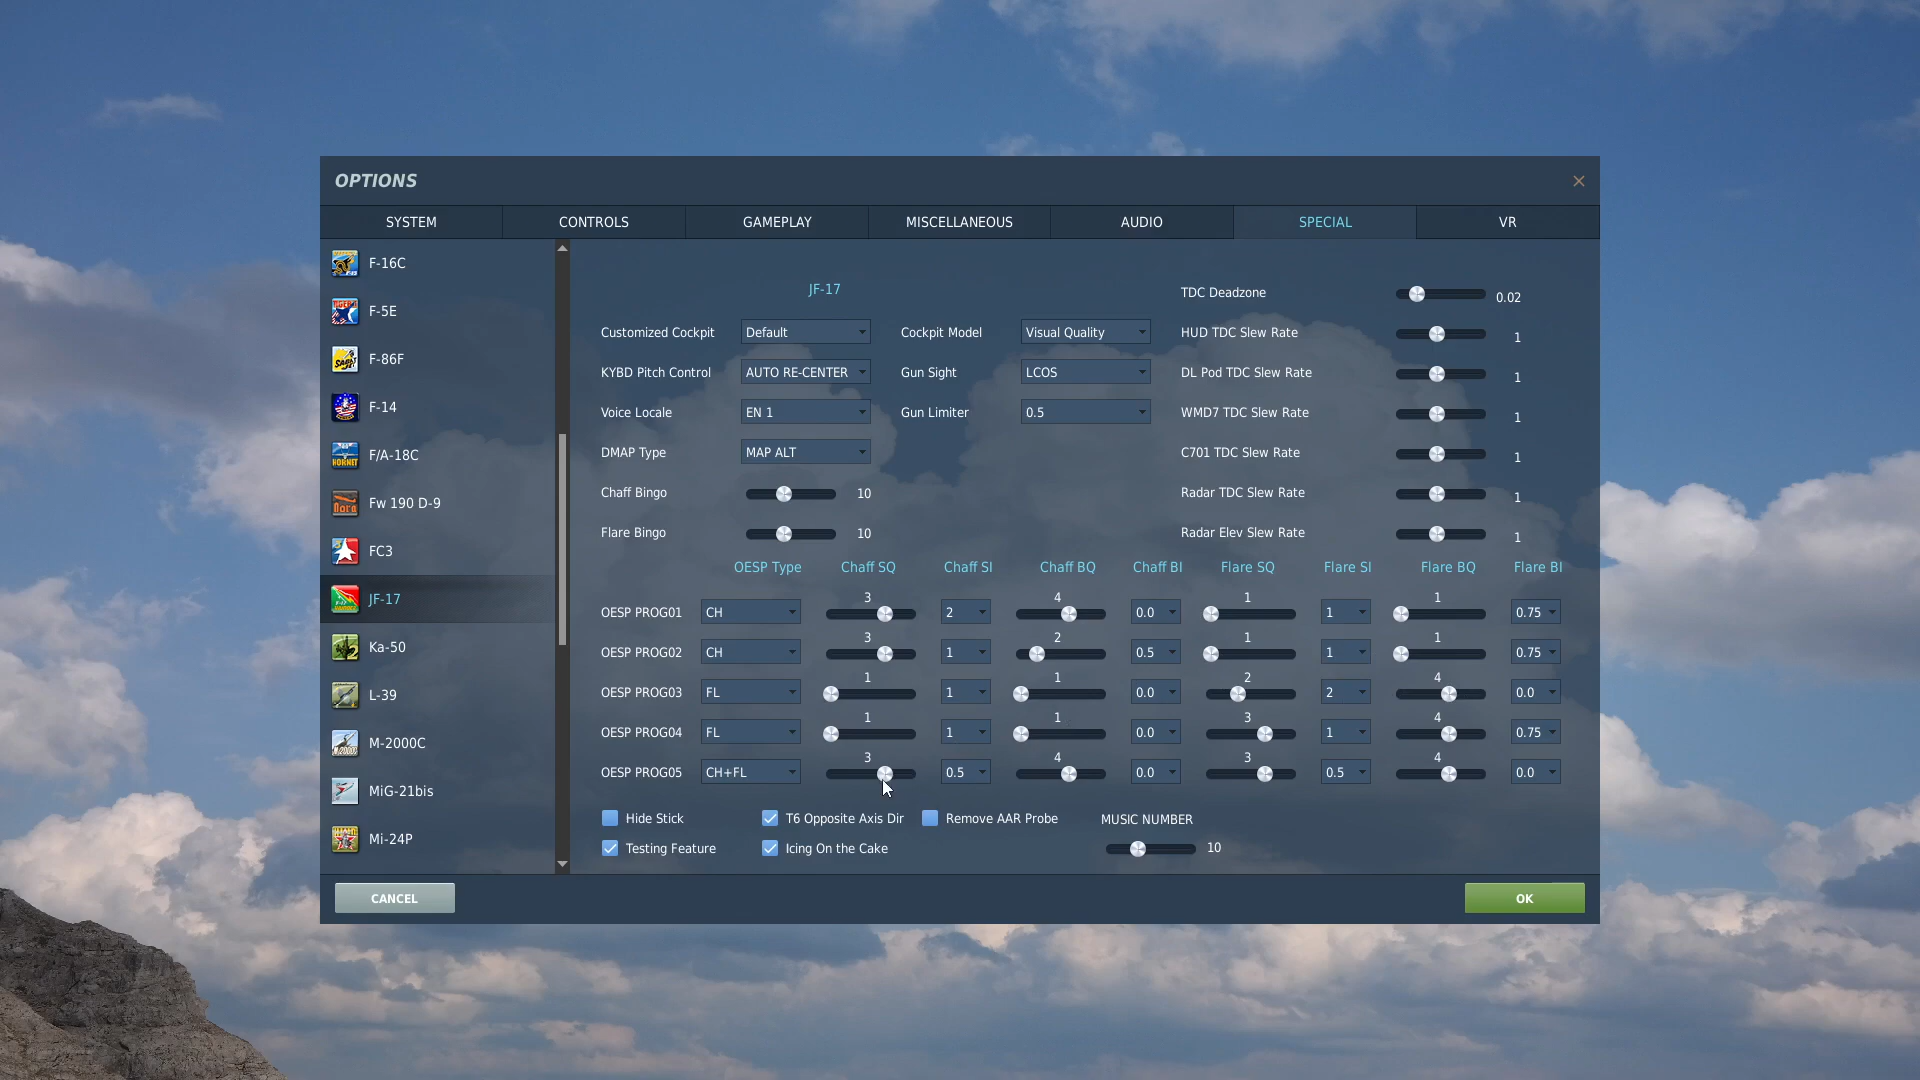 OPTIONS
SYSTEM CONTROLS GAMEPLAY MISCELLANEOUS AUDIO SPECIAL VR
F-16C
F-5E
F-86F
F-14
F/A-18C
Fw 190 D-9
FC3
JF-17
Ka-50
L-39
M-2000C
MiG-21bis
Mi-24P
JF-17
Customized Cockpit Default Cockpit Model Visual Quality
KYBD Pitch Control AUTO RE-CENTER Gun Sight LCOS
Voice Locale EN 1 Gun Limiter 0.5
DMAP Type MAP ALT
Chaff Bingo 10
Flare Bingo 10
TDC Deadzone 0.02
HUD TDC Slew Rate 1
DL Pod TDC Slew Rate 1
WMD7 TDC Slew Rate 1
C701 TDC Slew Rate 1
Radar TDC Slew Rate 1
Radar Elev Slew Rate 1
OESP Type Chaff SQ Chaff SI Chaff BQ Chaff BI Flare SQ Flare SI Flare BQ Flare BI
OESP PROG01 CH 3 2 4 0.0 1 1 1 0.75
OESP PROG02 CH 3 1 2 0.5 1 1 1 0.75
OESP PROG03 FL 1 1 1 0.0 2 2 4 0.0
OESP PROG04 FL 1 1 1 0.0 3 1 4 0.75
OESP PROG05 CH+FL 3 0.5 4 0.0 3 0.5 4 0.0
Hide Stick T6 Opposite Axis Dir Remove AAR Probe MUSIC NUMBER
Testing Feature Icing On the Cake 10
CANCEL OK